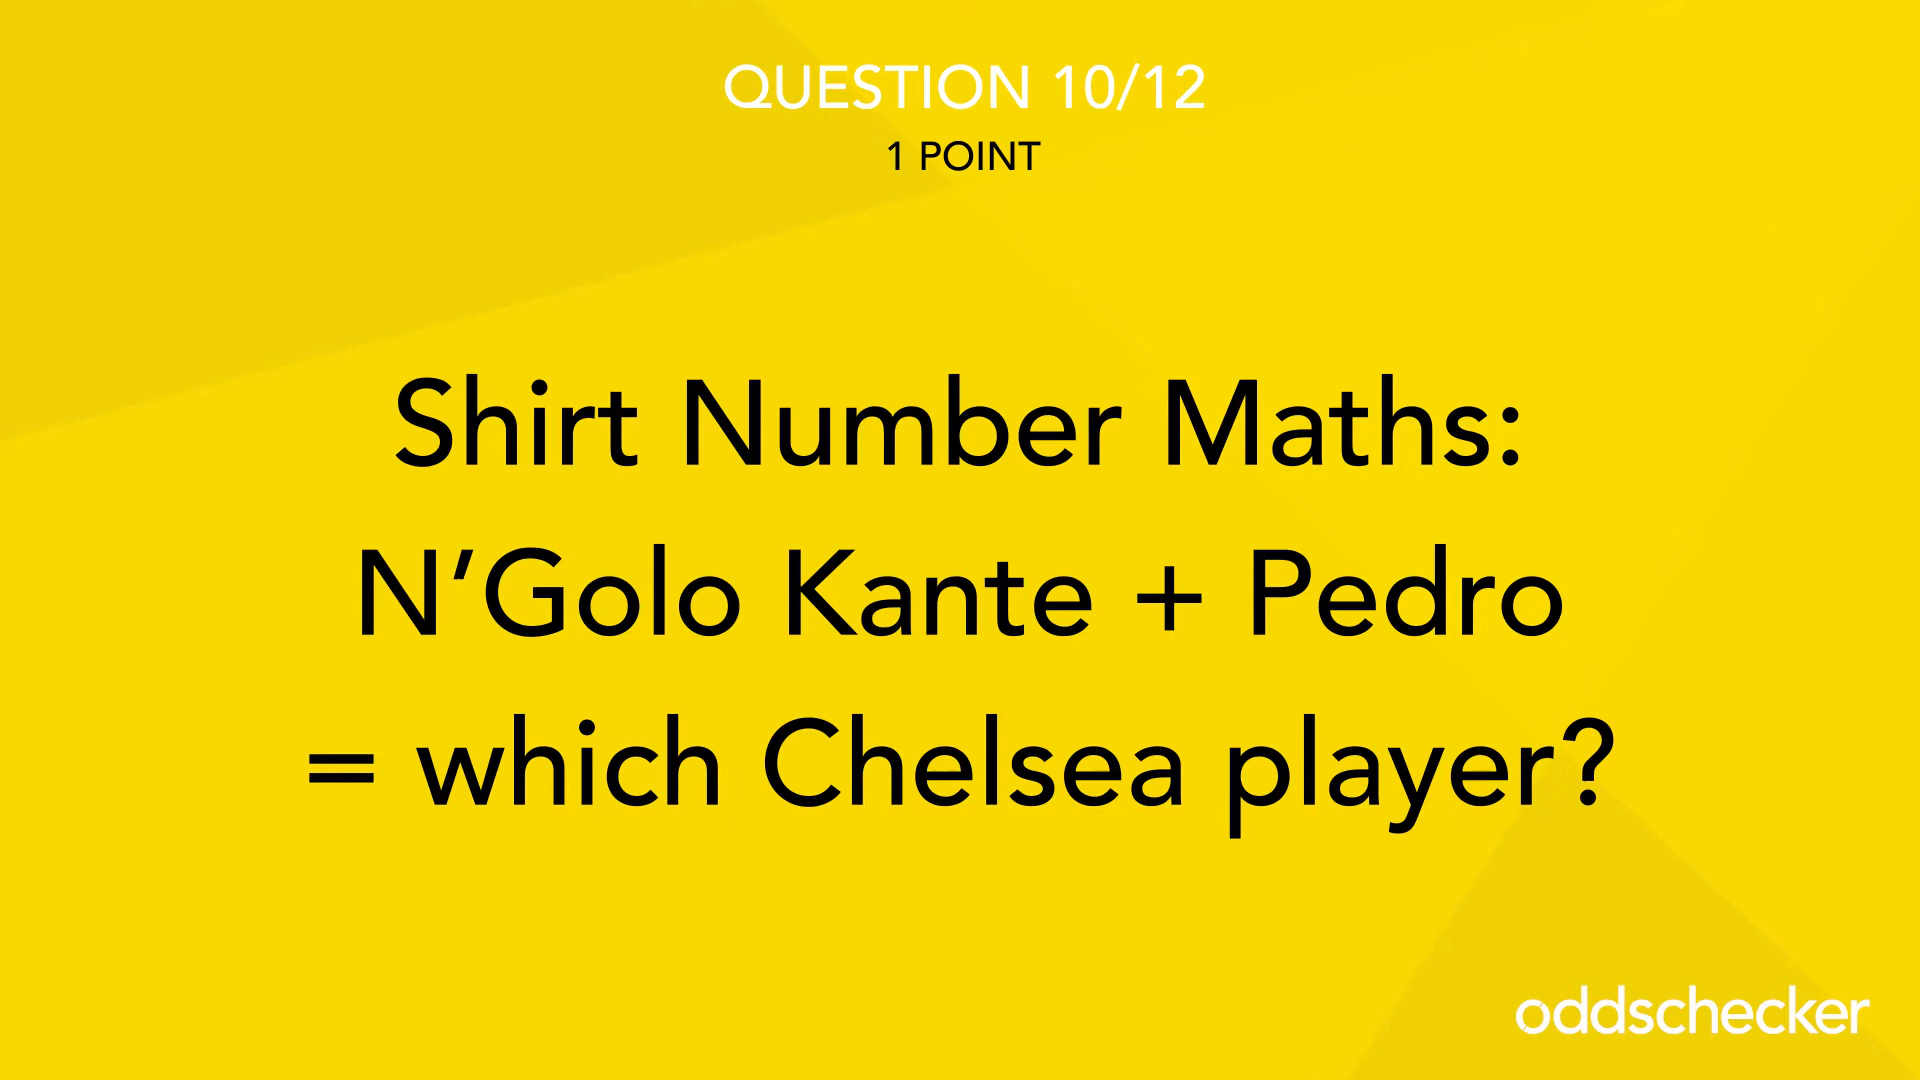 QUESTION 10/12
1 POINT
Shirt Number Maths:
N’Golo Kante + Pedro
= which Chelsea player?
oddschecker